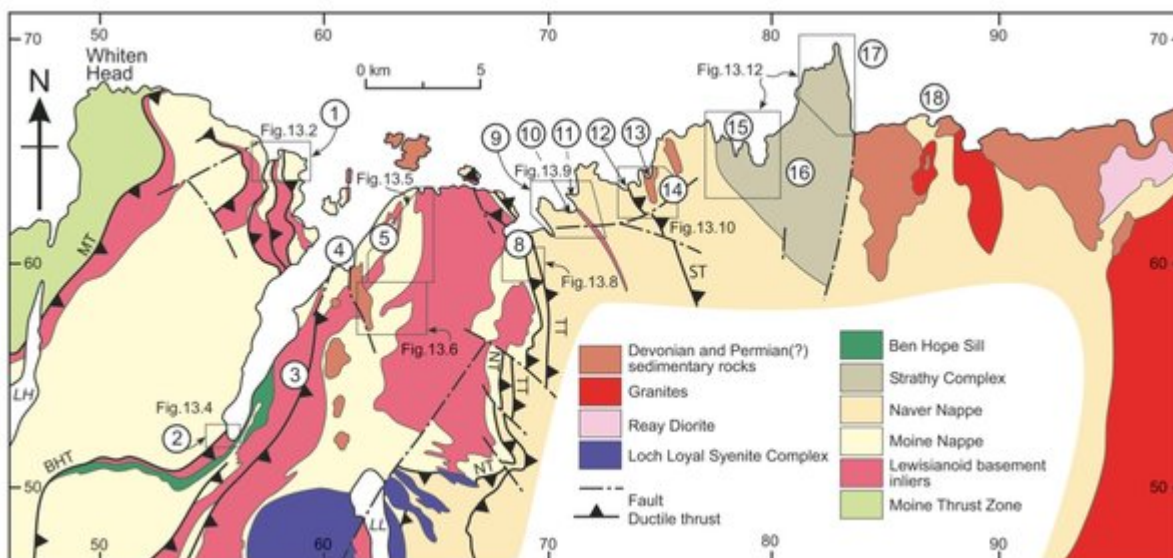 50
60
70
80
90
70
Whiten
Head
N
0 km
5
Fig.13.2
1
Fig.13.12
17
70
18
9
10
11
12
13
15
Fig.13.9
Fig.13.5
14
16
MT
5
8
Fig.13.10
4
60
ST
60
Fig.13.8
TT
Fig.13.6
3
NT
TT
LH
Fig.13.4
2
BHT
NT
50
50
LL
Devonian and Permian(?)
sedimentary rocks
Granites
Reay Diorite
Loch Loyal Syenite Complex
Fault
Ductile thrust
Ben Hope Sill
Strathy Complex
Naver Nappe
Moine Nappe
Lewisianoid basement
inliers
Moine Thrust Zone
50
60
70
80
90